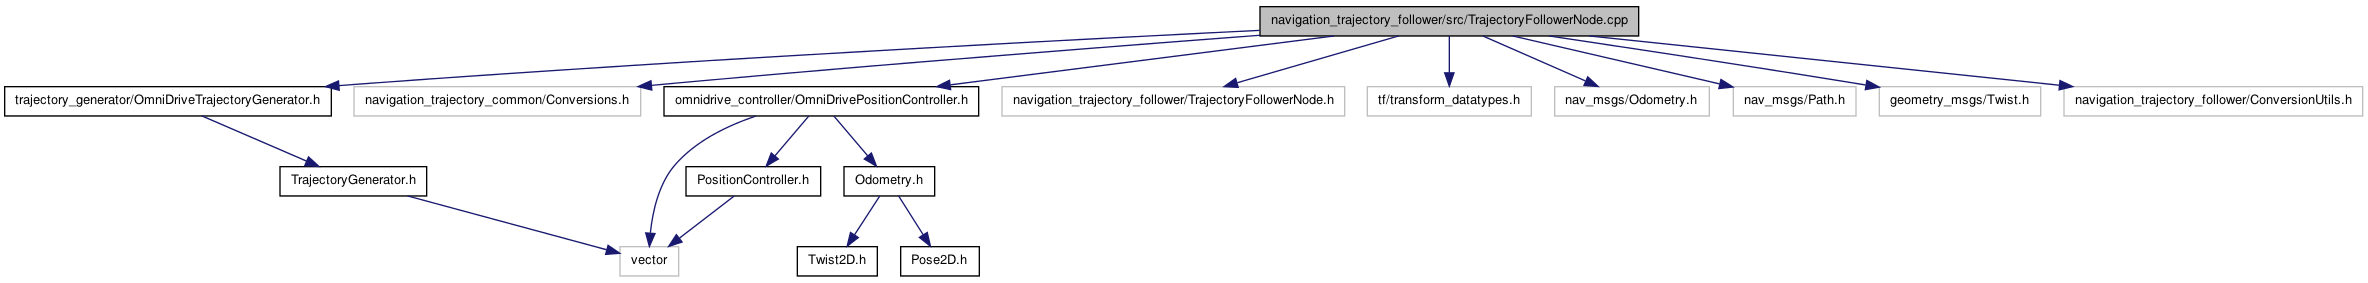 navigation_trajectory_follower/src/TrajectoryFollowerNode.cpp
trajectory_generator/OmniDriveTrajectoryGenerator.h
navigation_trajectory_common/Conversions.h
omnidrive_controller/OmniDrivePositionController.h
navigation_trajectory_follower/TrajectoryFollowerNode.h
tf/transform_datatypes.h
nav_msgs/Odometry.h
nav_msgs/Path.h
geometry_msgs/Twist.h
navigation_trajectory_follower/ConversionUtils.h
TrajectoryGenerator.h
PositionController.h
Odometry.h
vector
Twist2D.h
Pose2D.h